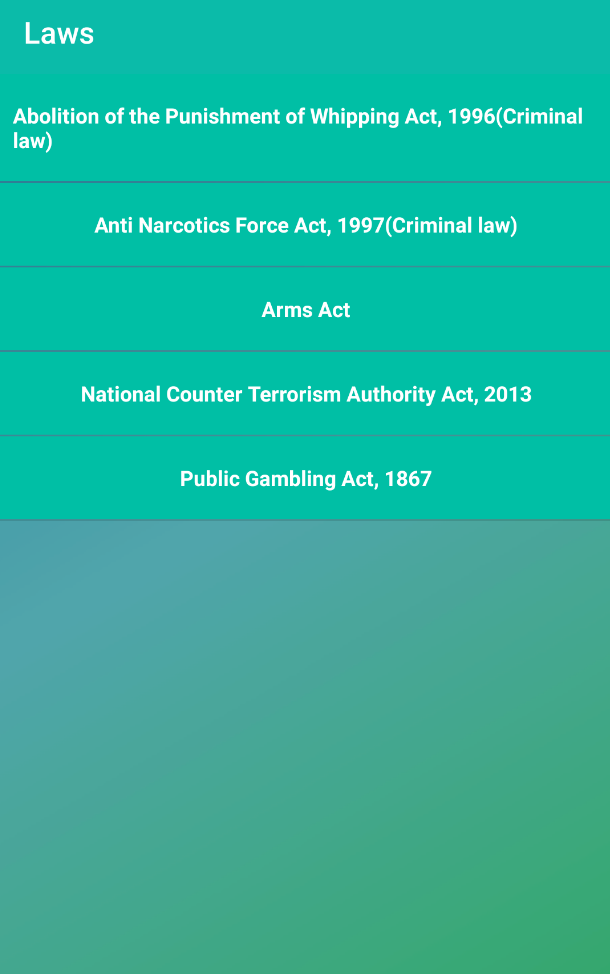 Laws
Abolition of the Punishment of Whipping Act, 1996(Criminal
law)
Anti Narcotics Force Act, 1997(Criminal law)
Arms Act
National Counter Terrorism Authority Act, 2013
Public Gambling Act, 1867